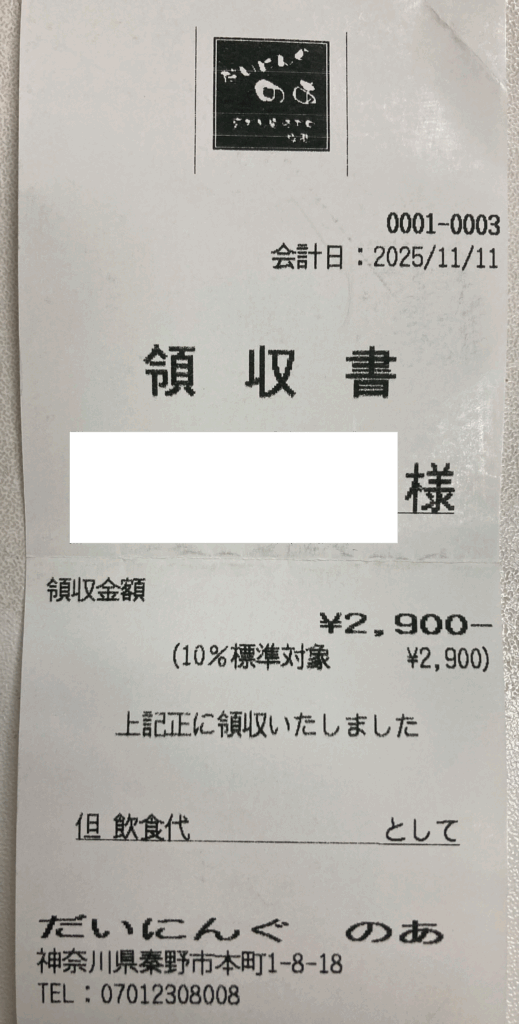 だいにんぐ
のあ
0001-0003
会計日：2025/11/11
領収書
様
領収金額
¥2,900-
(10%標準対象 ¥2,900)
上記正に領収いたしました
但 飲食代 として
だいにんぐ のあ
神奈川県秦野市本町1-8-18
TEL：07012308008